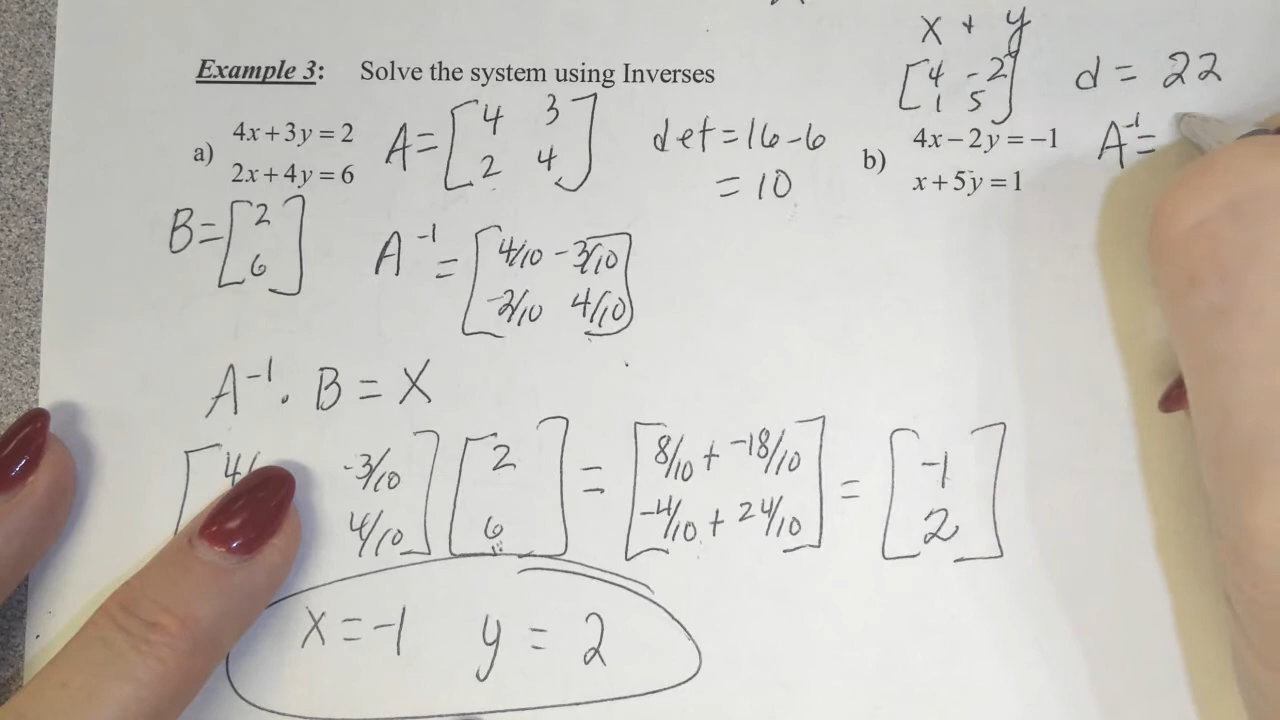 Example 3: Solve the system using Inverses
a) 4x+3y=2
2x+4y=6
A=[4 3
2 4]
det=16-6
=10
B=[2
6]
A⁻¹=[4/10 -3/10
-2/10 4/10]
A⁻¹ . B = X
[4/ -3/10
4/10] [2
6] = [8/10 + -18/10
-4/10 + 24/10] = [-1
2]
x=-1 y=2
x + y
[4 -2
1 5] d = 22
b) 4x-2y=-1
x+5y=1
A⁻¹=